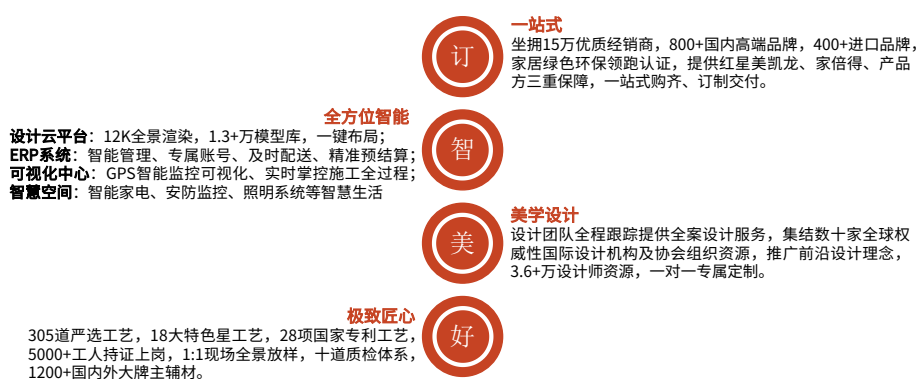 订
一站式
坐拥15万优质经销商，800+国内高端品牌，400+进口品牌，
家居绿色环保领跑认证，提供红星美凯龙、家倍得、产品
方三重保障，一站式购齐、订制交付。
全方位智能
设计云平台：12K全景渲染，1.3+万模型库，一键布局；
ERP系统：智能管理、专属账号、及时配送、精准预结算；
可视化中心：GPS智能监控可视化、实时掌控施工全过程；
智慧空间：智能家电、安防监控、照明系统等智慧生活
智
美
美学设计
设计团队全程跟踪提供全案设计服务，集结数十家全球权
威性国际设计机构及协会组织资源，推广前沿设计理念，
3.6+万设计师资源，一对一专属定制。
极致匠心
305道严选工艺，18大特色星工艺，28项国家专利工艺，
5000+工人持证上岗，1:1现场全景放样，十道质检体系，
1200+国内外大牌主辅材。
好